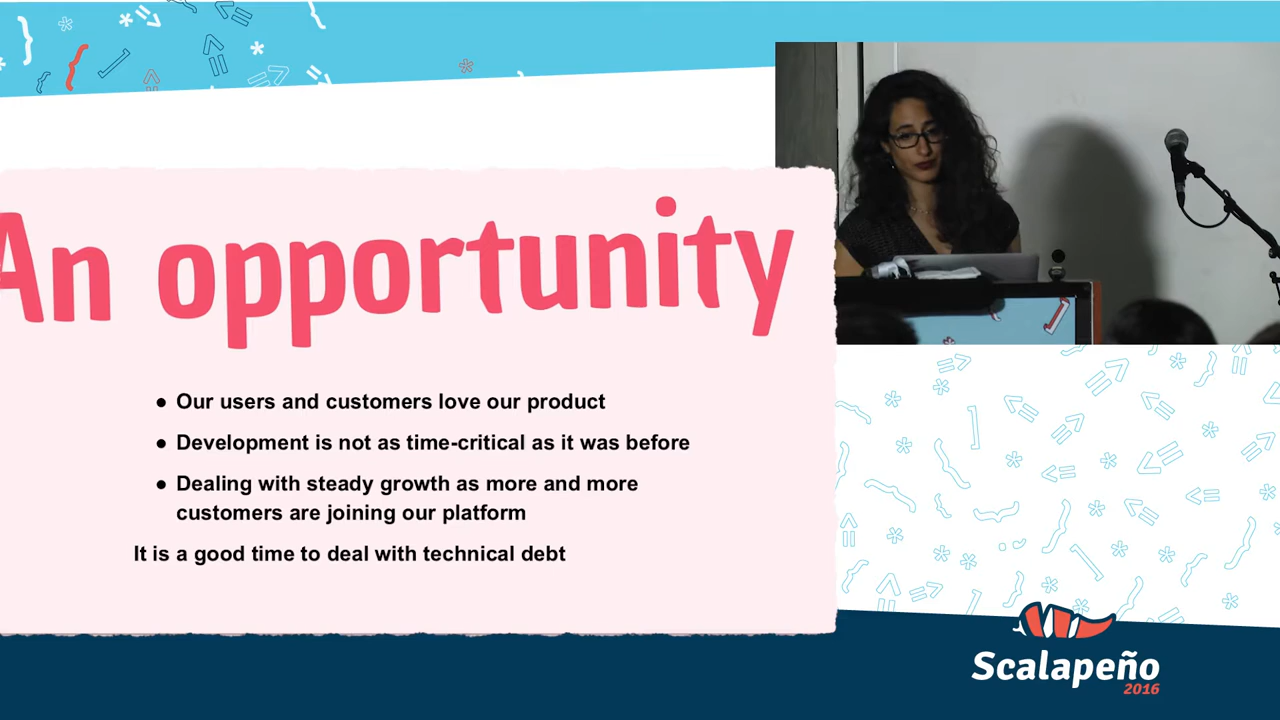 An opportunity
● Our users and customers love our product
● Development is not as time-critical as it was before
● Dealing with steady growth as more and more
customers are joining our platform
It is a good time to deal with technical debt
Scalapeño
2016